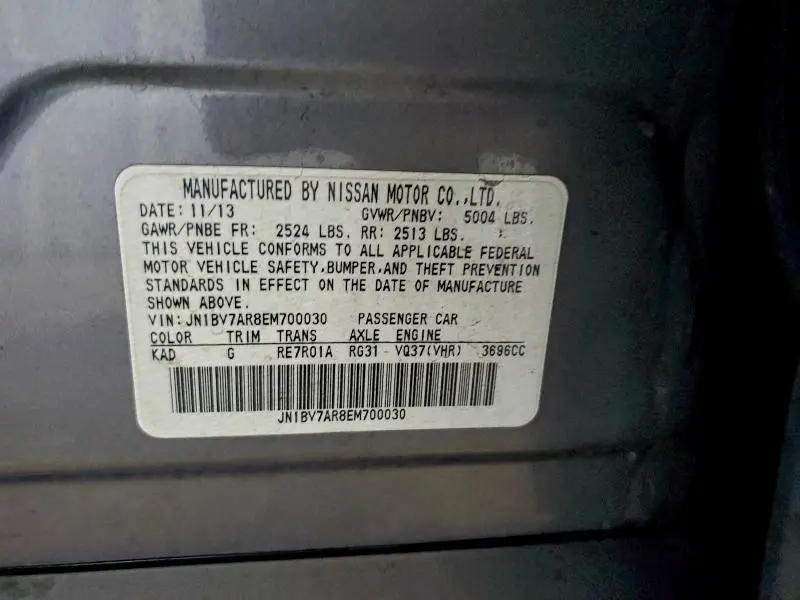 MANUFACTURED BY NISSAN MOTOR CO.,LTD.
DATE: 11/13 GVWR/PNBV: 5004 LBS.
GAWR/PNBE FR: 2524 LBS. RR: 2513 LBS.
THIS VEHICLE CONFORMS TO ALL APPLICABLE FEDERAL
MOTOR VEHICLE SAFETY,BUMPER,AND THEFT PREVENTION
STANDARDS IN EFFECT ON THE DATE OF MANUFACTURE
SHOWN ABOVE.
VIN:JN1BV7AR8EM700030 PASSENGER CAR
COLOR TRIM TRANS AXLE ENGINE
KAD G RE7R01A RG31 - VQ37(VHR) 3696CC
JN1BV7AR8EM700030